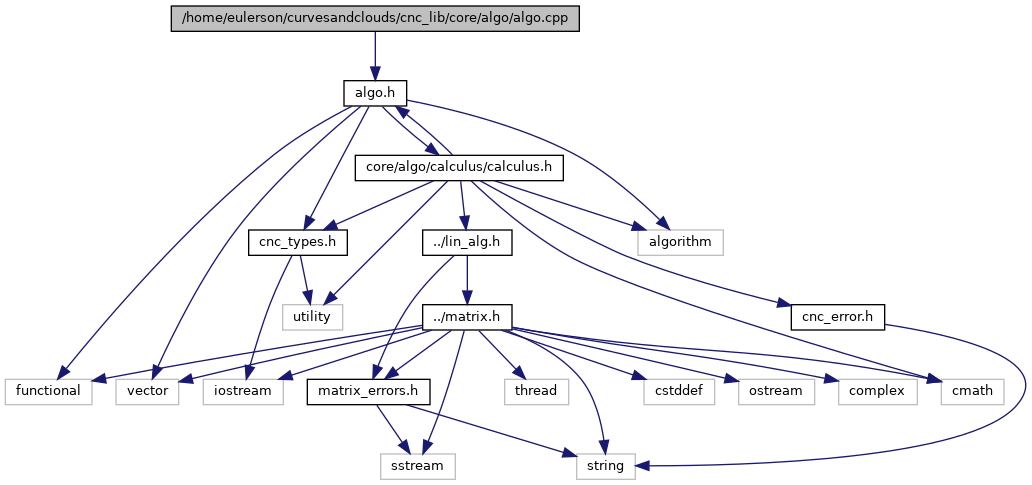 /home/eulerson/curvesandclouds/cnc_lib/core/algo/algo.cpp
algo.h
core/algo/calculus/calculus.h
cnc_types.h
../lin_alg.h
algorithm
utility
../matrix.h
cnc_error.h
functional
vector
iostream
matrix_errors.h
thread
cstddef
ostream
complex
cmath
sstream
string